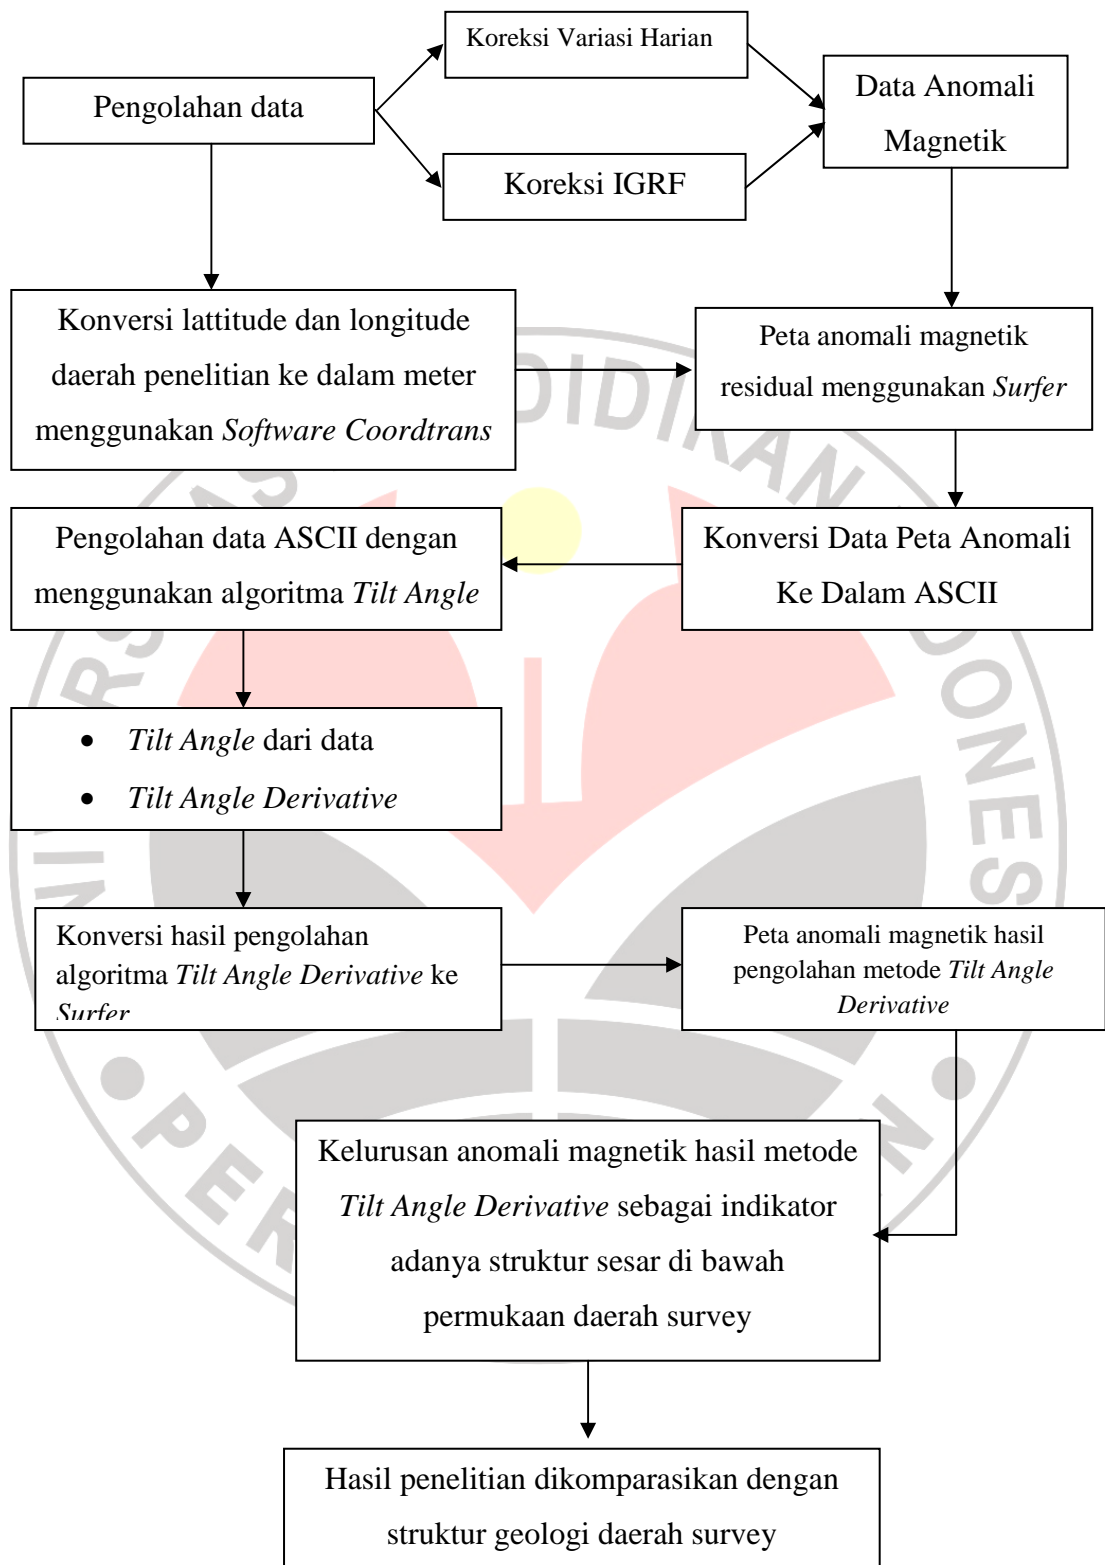 Koreksi Variasi Harian
Pengolahan data
Data Anomali
Magnetik
Koreksi IGRF
Konversi lattitude dan longitude
daerah penelitian ke dalam meter
menggunakan Software Coordtrans
Peta anomali magnetik
residual menggunakan Surfer
Pengolahan data ASCII dengan
menggunakan algoritma Tilt Angle
Konversi Data Peta Anomali
Ke Dalam ASCII
• Tilt Angle dari data
• Tilt Angle Derivative
Konversi hasil pengolahan
algoritma Tilt Angle Derivative ke
Surfer
Peta anomali magnetik hasil
pengolahan metode Tilt Angle
Derivative
Kelurusan anomali magnetik hasil metode
Tilt Angle Derivative sebagai indikator
adanya struktur sesar di bawah
permukaan daerah survey
Hasil penelitian dikomparasikan dengan
struktur geologi daerah survey